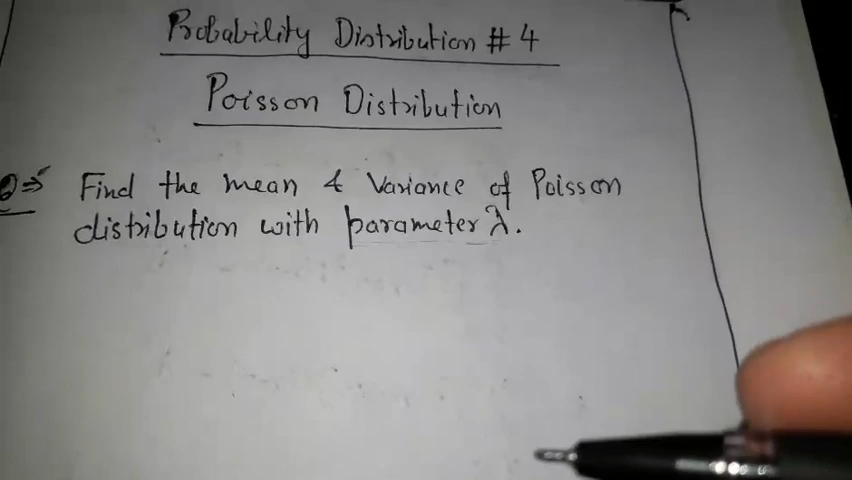 Probability Distribution # 4
Poisson Distribution
Q⇒ Find the mean & Variance of Poisson
distribution with parameter λ.